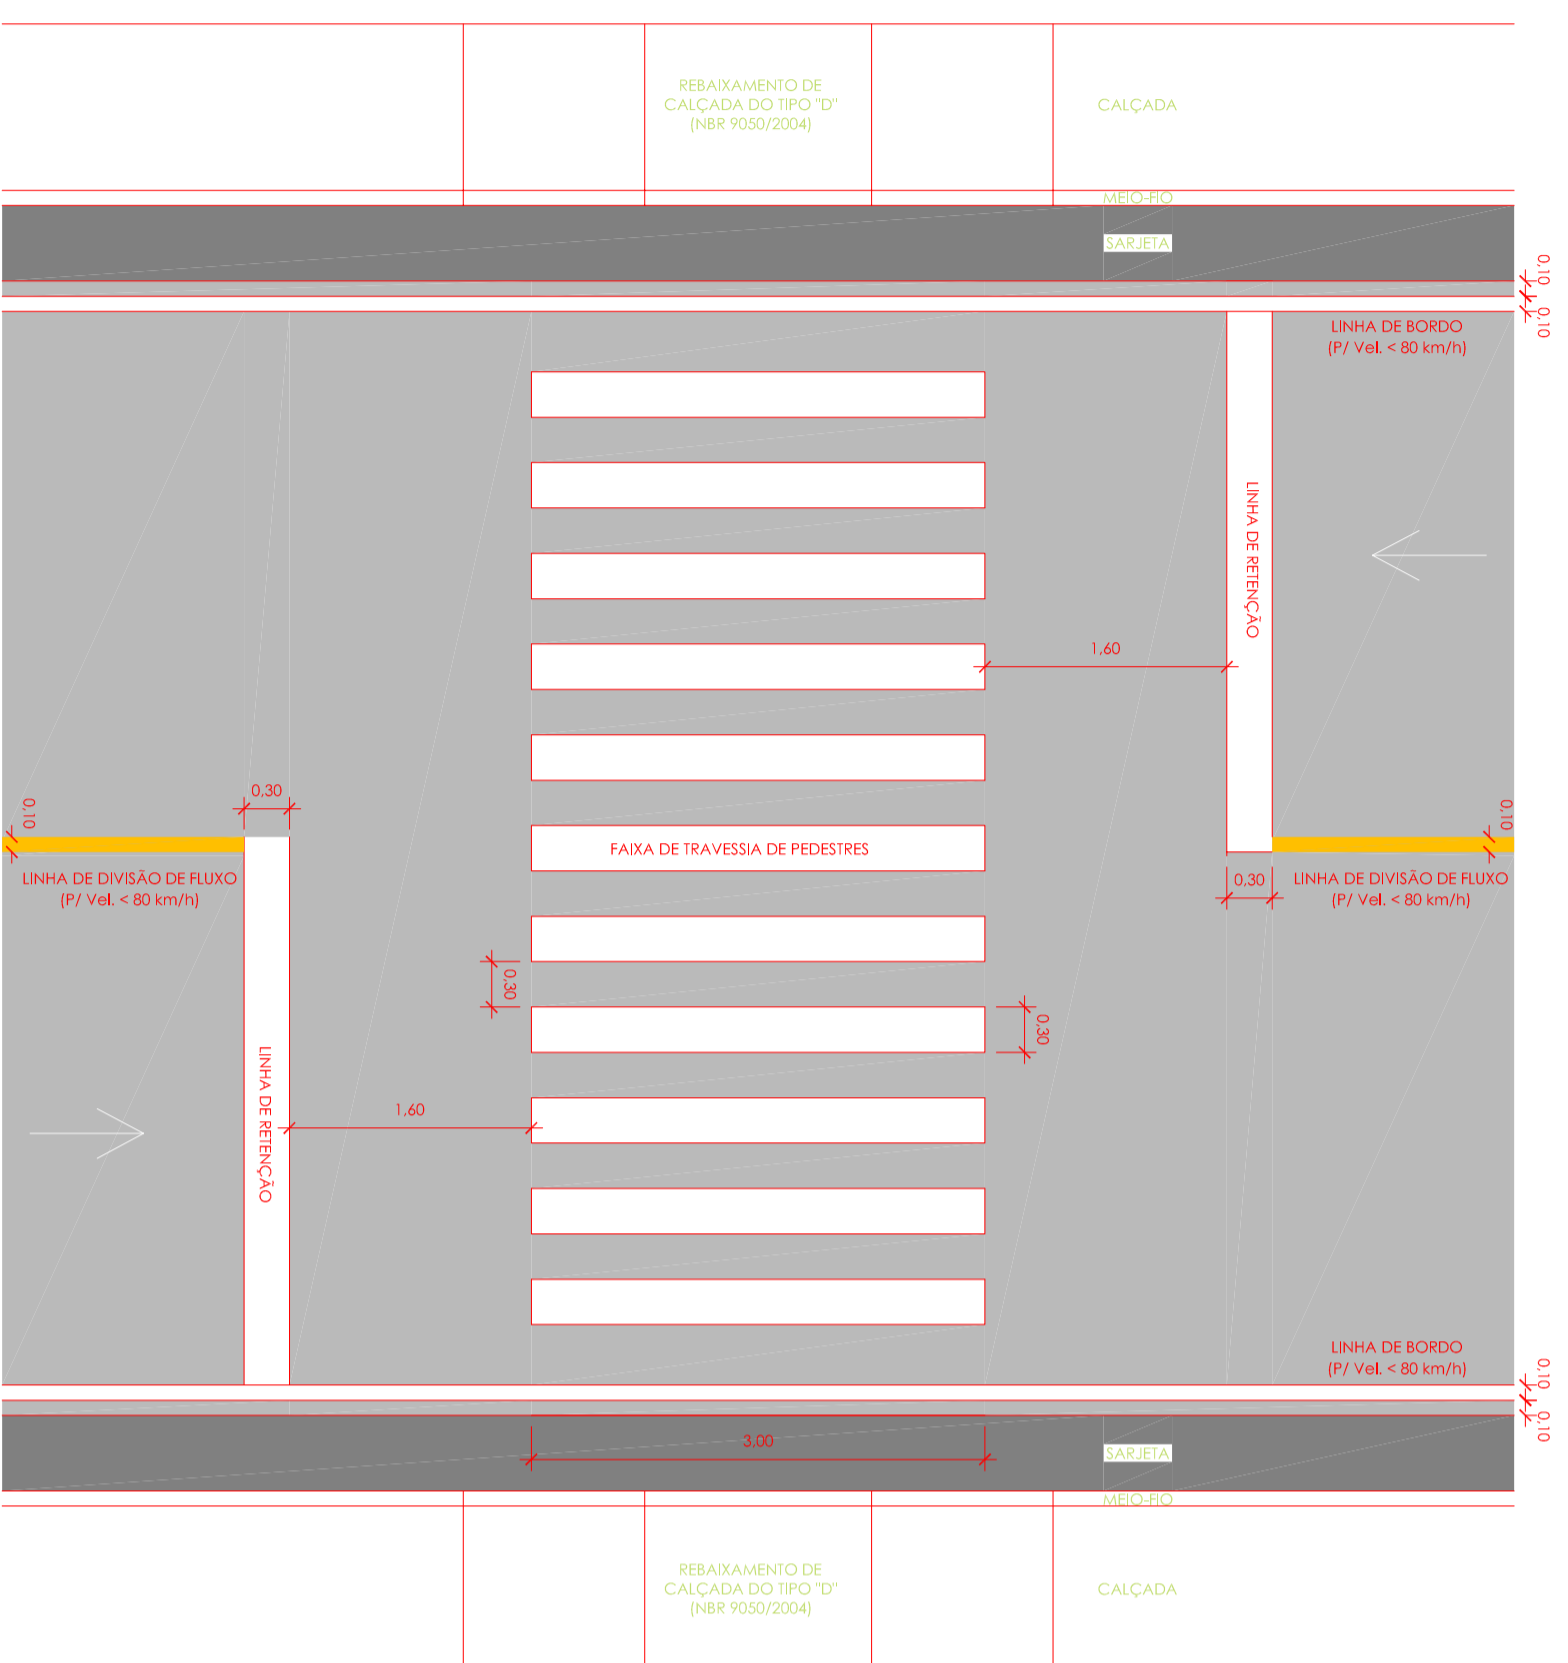 REBAIXAMENTO DE
CALÇADA DO TIPO "D"
(NBR 9050/2004)
CALÇADA
MEIO-FIO
SARJETA
0,10
0,10
LINHA DE BORDO
(P/ Vel. < 80 km/h)
LINHA DE RETENÇÃO
1,60
0,30
0,10
0,10
FAIXA DE TRAVESSIA DE PEDESTRES
LINHA DE DIVISÃO DE FLUXO
(P/ Vel. < 80 km/h)
0,30
LINHA DE DIVISÃO DE FLUXO
(P/ Vel. < 80 km/h)
0,30
0,30
LINHA DE RETENÇÃO
1,60
LINHA DE BORDO
(P/ Vel. < 80 km/h)
0,10
0,10
3,00
SARJETA
MEIO-FIO
REBAIXAMENTO DE
CALÇADA DO TIPO "D"
(NBR 9050/2004)
CALÇADA